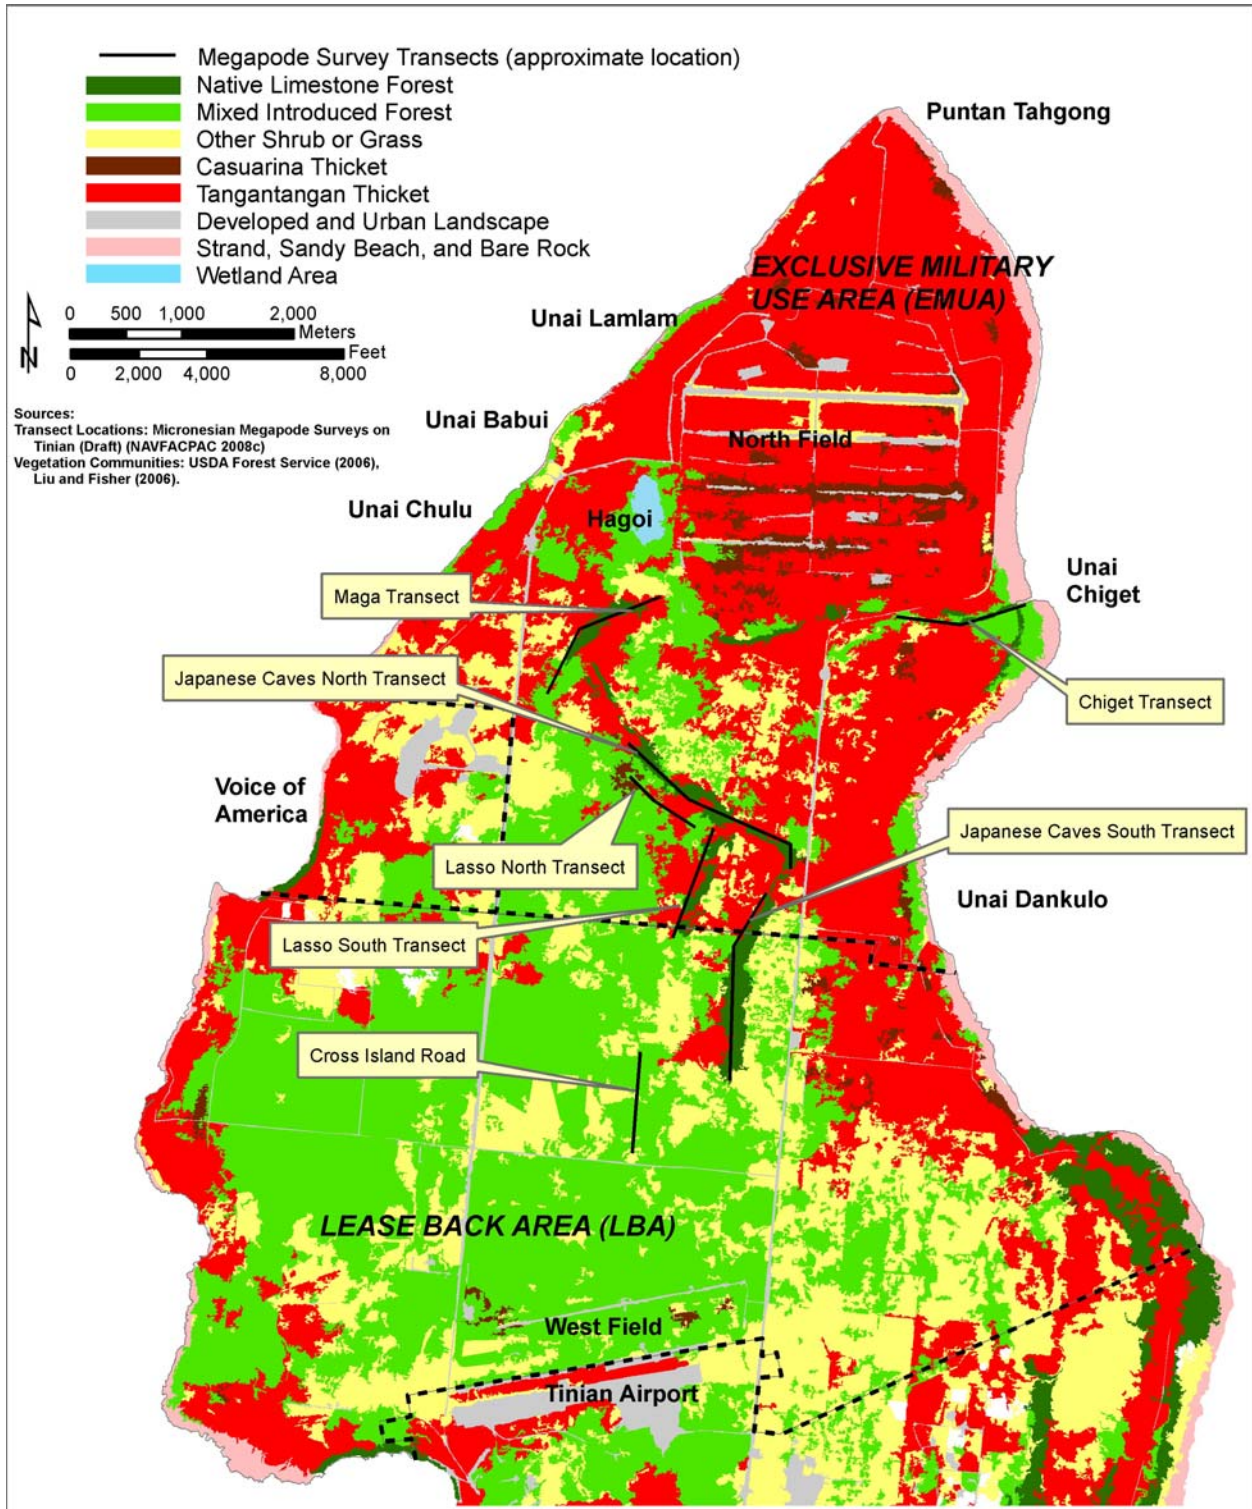 Megapode Survey Transects (approximate location)
Native Limestone Forest
Mixed Introduced Forest
Other Shrub or Grass
Casuarina Thicket
Tangantangan Thicket
Developed and Urban Landscape
Strand, Sandy Beach, and Bare Rock
Wetland Area
0 500 1,000 2,000
Meters
Feet
0 2,000 4,000 8,000
N
Sources:
Transect Locations: Micronesian Megapode Surveys on
Tinian (Draft) (NAVFACPAC 2008c)
Vegetation Communities: USDA Forest Service (2006),
Liu and Fisher (2006).
Puntan Tahgong
EXCLUSIVE MILITARY
USE AREA (EMUA)
Unai Lamlam
Unai Babui
North Field
Unai Chulu
Hagoi
Unai
Chiget
Maga Transect
Japanese Caves North Transect
Chiget Transect
Voice of
America
Japanese Caves South Transect
Lasso North Transect
Unai Dankulo
Lasso South Transect
Cross Island Road
LEASE BACK AREA (LBA)
West Field
Tinian Airport